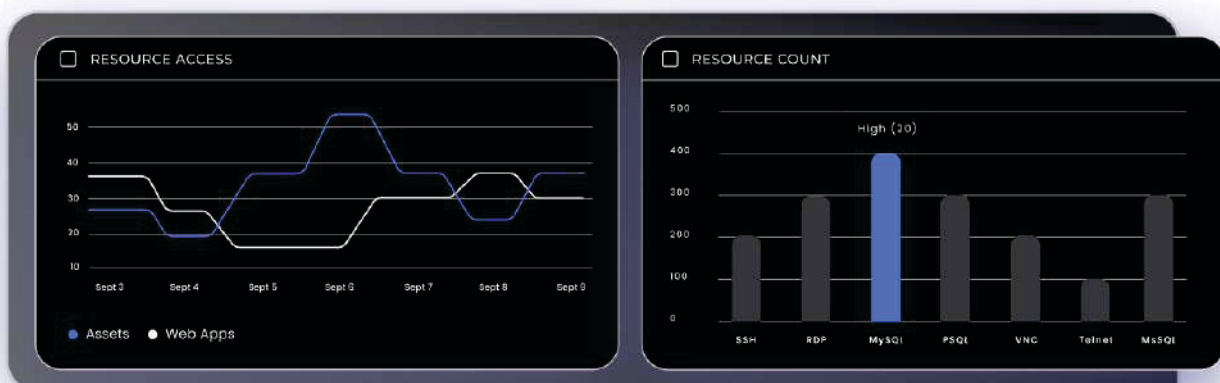 RESOURCE ACCESS
50
40
30
20
10
Sept 3 Sept 4 Sept 5 Sept 6 Sept 7 Sept 8 Sept 9
Assets Web Apps
RESOURCE COUNT
500
High (20)
400
300
200
100
0
SSH RDP MySQL PSQL VNC Telnet MsSQL